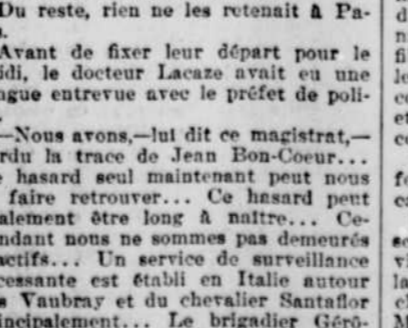 Du reste, rien ne les retenait à Pa-
Avant de fixer leur départ pour le
idi, le docteur Lacaze avait eu une
ngue entrevue avec le préfet de poli-
—Nous avons,—lui dit ce magistrat,—
rdu la trace de Jean Bon-Coeur...
e hasard seul maintenant peut nous
faire retrouver... Ce hasard peut
alement être long à naître... Ce-
ndant nous ne sommes pas demeurés
actifs... Un service de surveillance
cessante est établi en Italie autour
s Vaubray et du chevalier Santaflor
incipalement... Le brigadier Gérô-